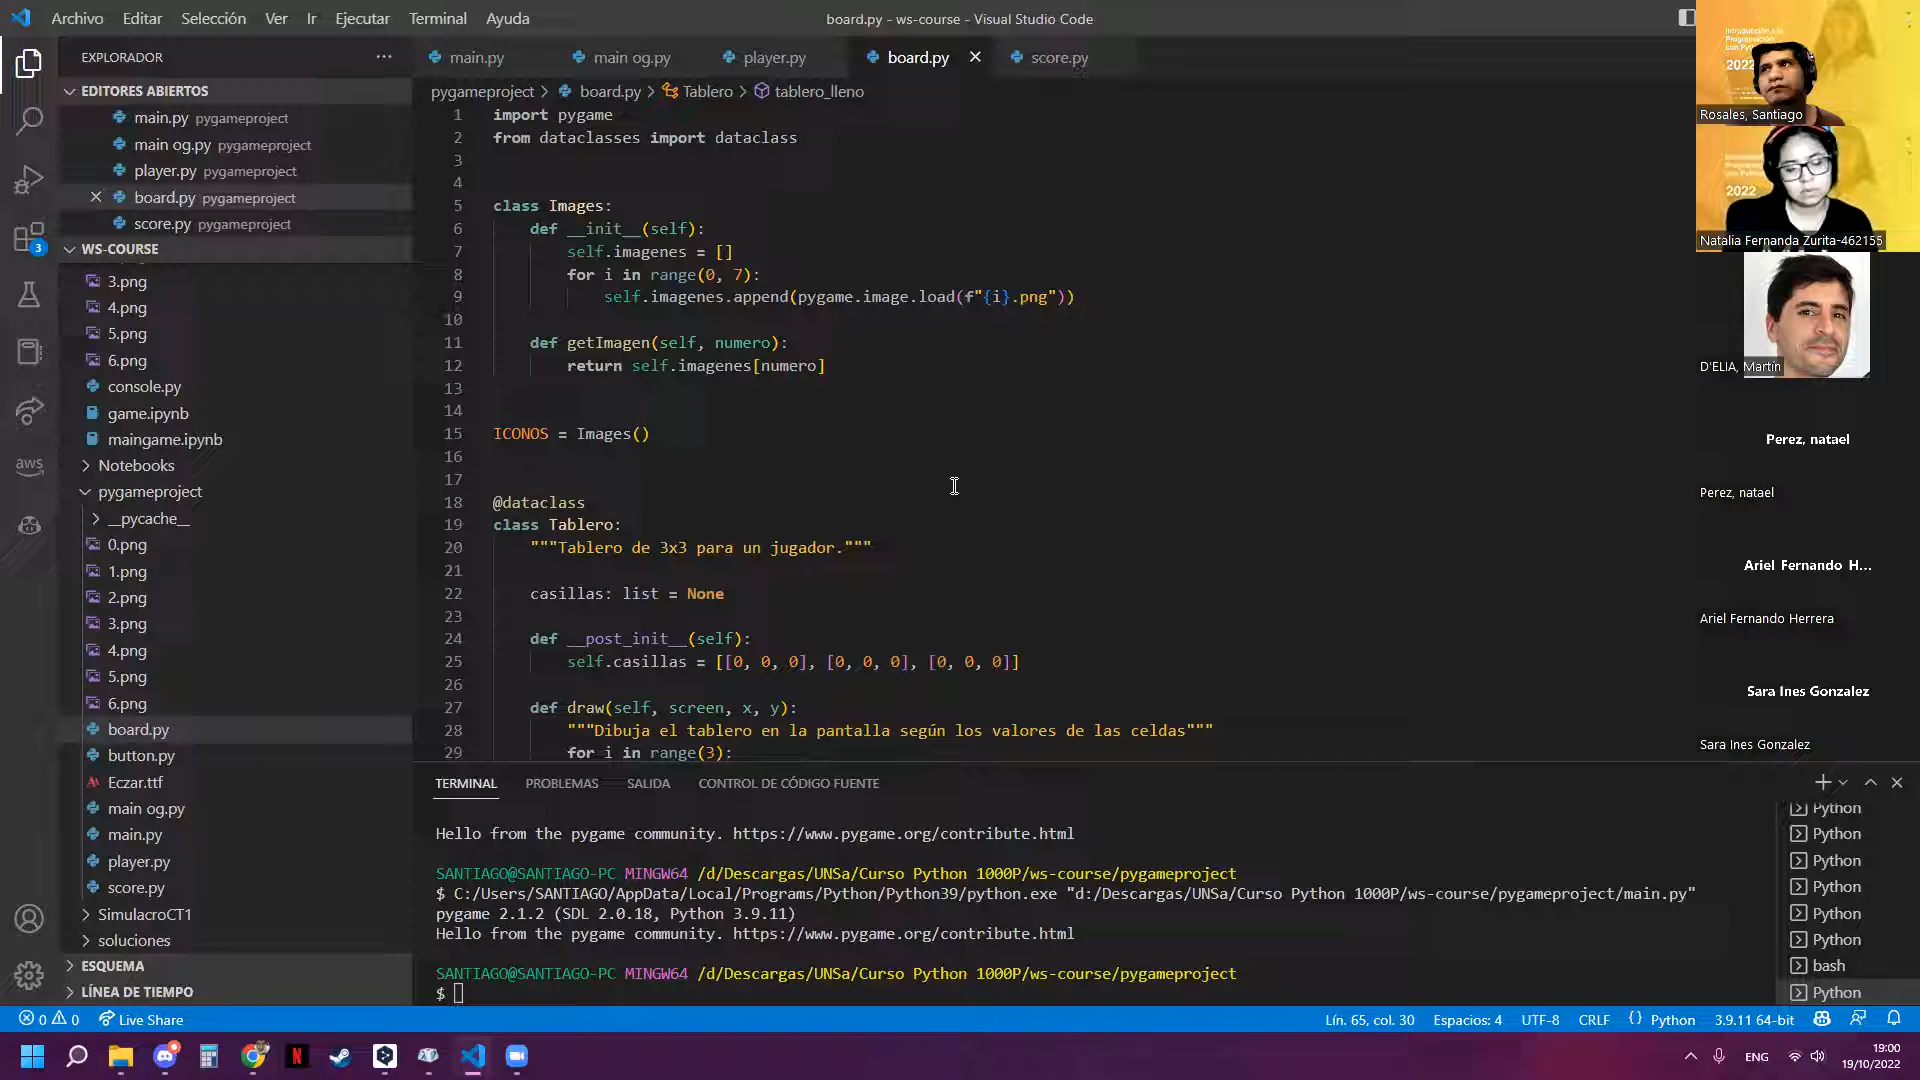 Archivo Editar Selección Ver Ir Ejecutar Terminal Ayuda
board.py - ws-course - Visual Studio Code
EXPLORADOR
EDITORES ABIERTOS
main.py pygameproject
main og.py pygameproject
player.py pygameproject
board.py pygameproject
score.py pygameproject
WS-COURSE
3.png
4.png
5.png
6.png
console.py
game.ipynb
maingame.ipynb
Notebooks
pygameproject
__pycache__
0.png
1.png
2.png
3.png
4.png
5.png
6.png
board.py
button.py
Eczar.ttf
main og.py
main.py
player.py
score.py
SimulacroCT1
soluciones
ESQUEMA
LÍNEA DE TIEMPO
3
aws
main.py main og.py player.py board.py score.py
pygameproject > board.py > Tablero > tablero_lleno
1 import pygame
2 from dataclasses import dataclass
3
4
5 class Images:
6 def __init__(self):
7 self.imagenes = []
8 for i in range(0, 7):
9 self.imagenes.append(pygame.image.load(f"{i}.png"))
10
11 def getImagen(self, numero):
12 return self.imagenes[numero]
13
14
15 ICONOS = Images()
16
17
18 @dataclass
19 class Tablero:
20 """Tablero de 3x3 para un jugador."""
21
22 casillas: list = None
23
24 def __post_init__(self):
25 self.casillas = [[0, 0, 0], [0, 0, 0], [0, 0, 0]]
26
27 def draw(self, screen, x, y):
28 """Dibuja el tablero en la pantalla según los valores de las celdas"""
29 for i in range(3):
TERMINAL PROBLEMAS SALIDA CONTROL DE CÓDIGO FUENTE
Hello from the pygame community. https://www.pygame.org/contribute.html
SANTIAGO@SANTIAGO-PC MINGW64 /d/Descargas/UNSa/Curso Python 1000P/ws-course/pygameproject
$ C:/Users/SANTIAGO/AppData/Local/Programs/Python/Python39/python.exe "d:/Descargas/UNSa/Curso Python 1000P/ws-course/pygameproject/main.py"
pygame 2.1.2 (SDL 2.0.18, Python 3.9.11)
Hello from the pygame community. https://www.pygame.org/contribute.html
SANTIAGO@SANTIAGO-PC MINGW64 /d/Descargas/UNSa/Curso Python 1000P/ws-course/pygameproject
$
Python
Python
Python
Python
Python
Python
bash
Python
2022
Rosales, Santiago
2022
Natalia Fernanda Zurita-462155
D'ELIA, Martín
Perez, natael
Perez, natael
Ariel Fernando H...
Ariel Fernando Herrera
Sara Ines Gonzalez
Sara Ines Gonzalez
0 0 Live Share
Lín. 65, col. 30 Espacios: 4 UTF-8 CRLF {} Python 3.9.11 64-bit
ENG
19:00
19/10/2022